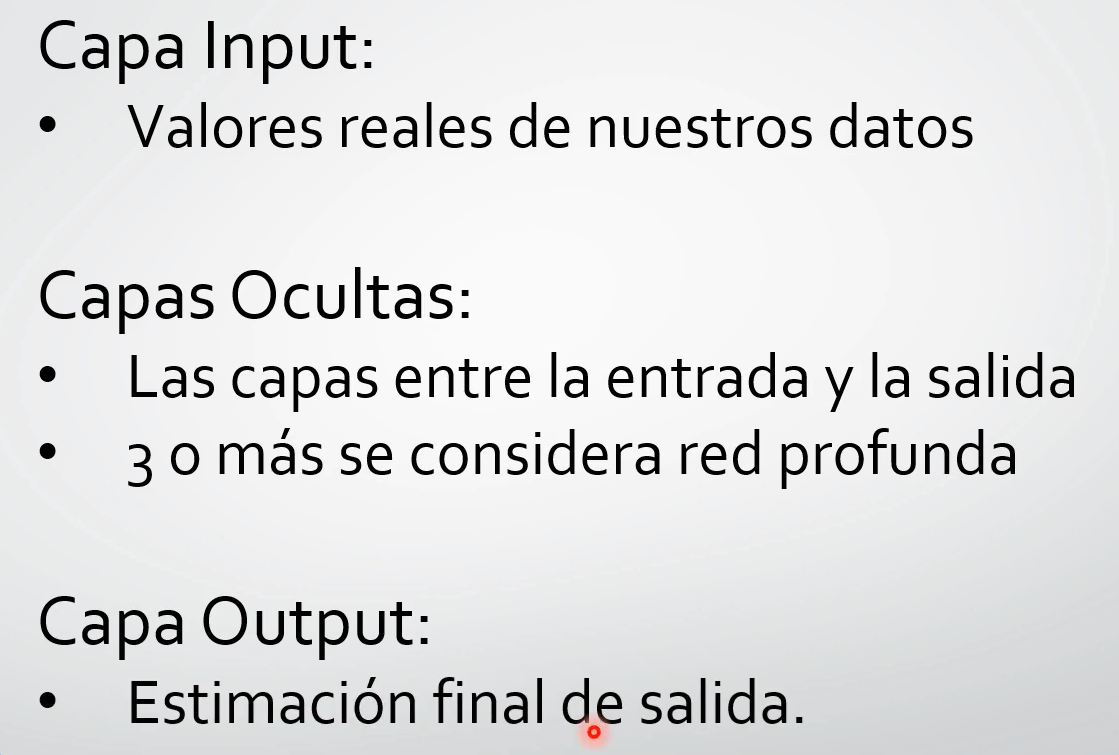 Capa Input:
• Valores reales de nuestros datos
Capas Ocultas:
• Las capas entre la entrada y la salida
• 3 o más se considera red profunda
Capa Output:
• Estimación final de salida.